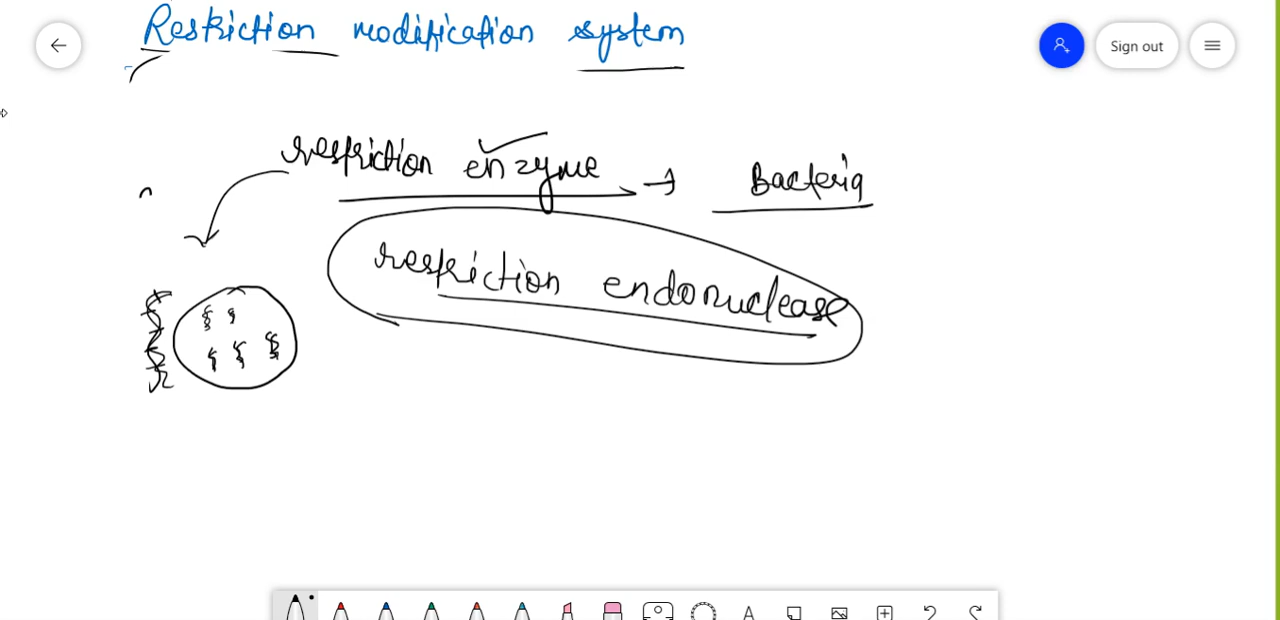 Restriction modification system
Sign out
restriction enzyme → Bacteria
restriction endonuclease
A